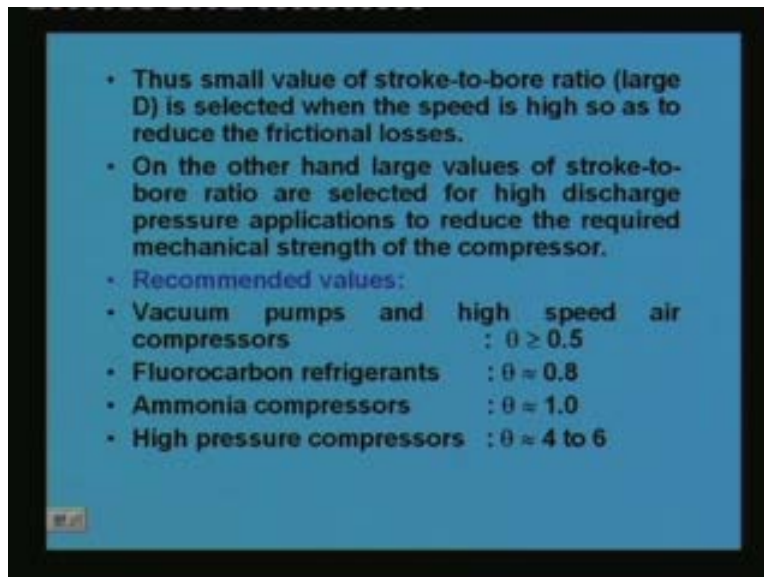 • Thus small value of stroke-to-bore ratio (large
D) is selected when the speed is high so as to
reduce the frictional losses.
• On the other hand large values of stroke-to-
bore ratio are selected for high discharge
pressure applications to reduce the required
mechanical strength of the compressor.
• Recommended values:
• Vacuum pumps and high speed air
compressors : θ ≥ 0.5
• Fluorocarbon refrigerants : θ ≈ 0.8
• Ammonia compressors : θ ≈ 1.0
• High pressure compressors : θ ≈ 4 to 6